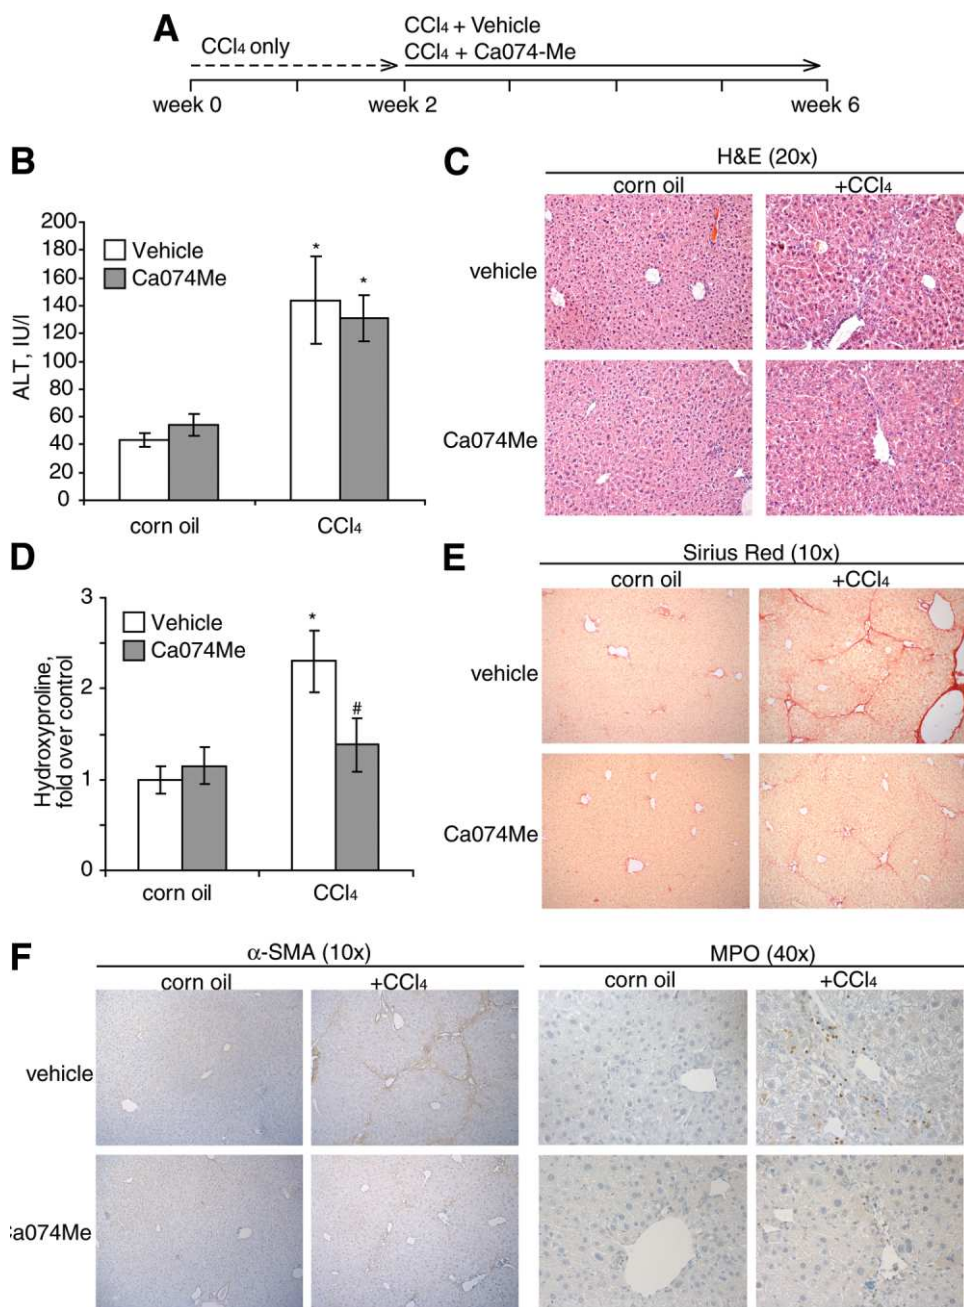 A
CCl4 only
CCl4 + Vehicle
CCl4 + Ca074-Me
week 0
week 2
week 6
B
ALT, IU/l
200
180
160
140
120
100
80
60
40
20
0
Vehicle
Ca074Me
*
*
corn oil
CCl4
C
H&E (20x)
corn oil
+CCl4
vehicle
Ca074Me
D
Hydroxyproline,
fold over control
3
2
1
0
Vehicle
Ca074Me
*
#
corn oil
CCl4
E
Sirius Red (10x)
corn oil
+CCl4
vehicle
Ca074Me
F
α-SMA (10x)
corn oil
+CCl4
MPO (40x)
corn oil
+CCl4
vehicle
Ca074Me